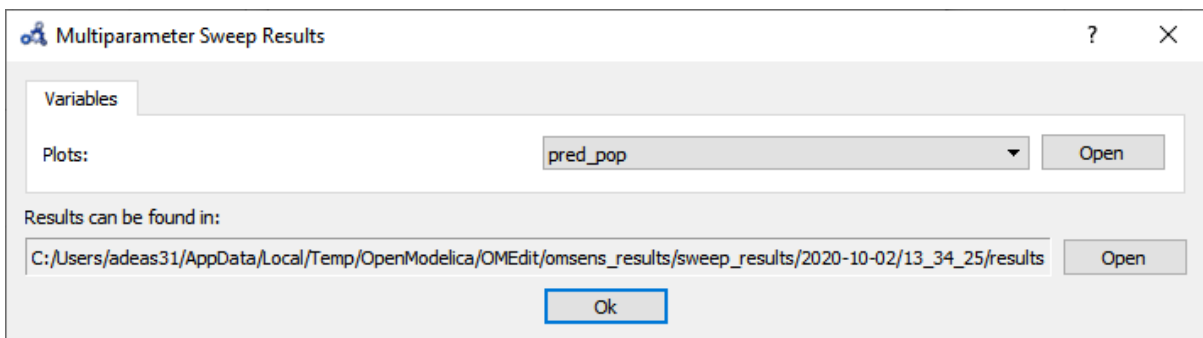 Multiparameter Sweep Results ?
Variables
Plots: pred_pop Open
Results can be found in:
C:/Users/adeas31/AppData/Local/Temp/OpenModelica/OMEdit/omsens_results/sweep_results/2020-10-02/13_34_25/results Open
Ok